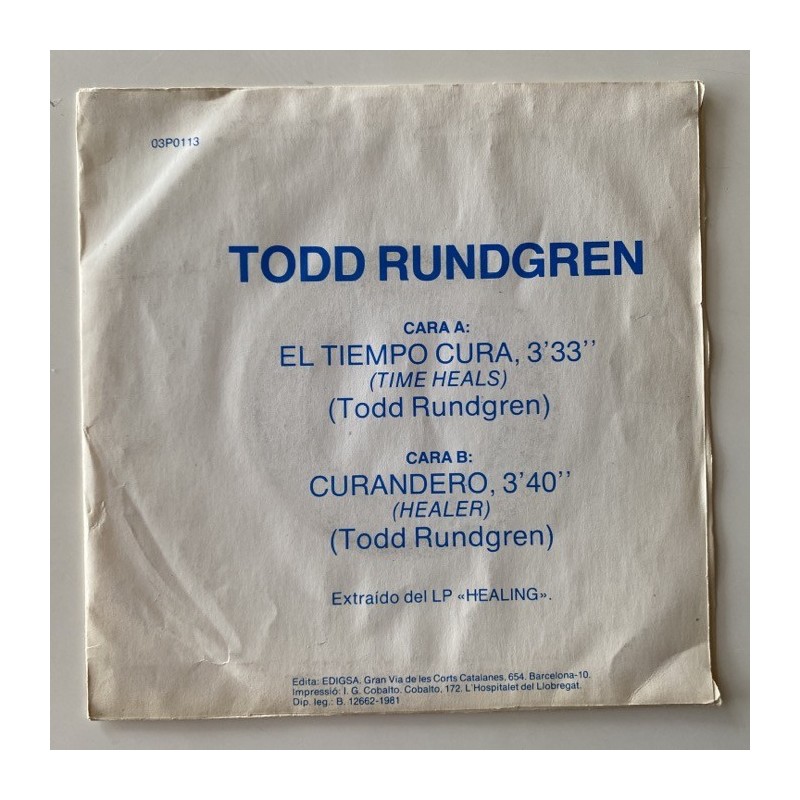 03P0113
TODD RUNDGREN
CARA A:
EL TIEMPO CURA, 3'33''
(TIME HEALS)
(Todd Rundgren)
CARA B:
CURANDERO, 3'40''
(HEALER)
(Todd Rundgren)
Extraído del LP «HEALING».
Edita: EDIGSA. Gran Via de les Corts Catalanes, 654. Barcelona-10.
Impressió: I. G. Cobalto. Cobalto, 172. L'Hospitalet del Llobregat.
Dip. leg.: B. 12662-1981